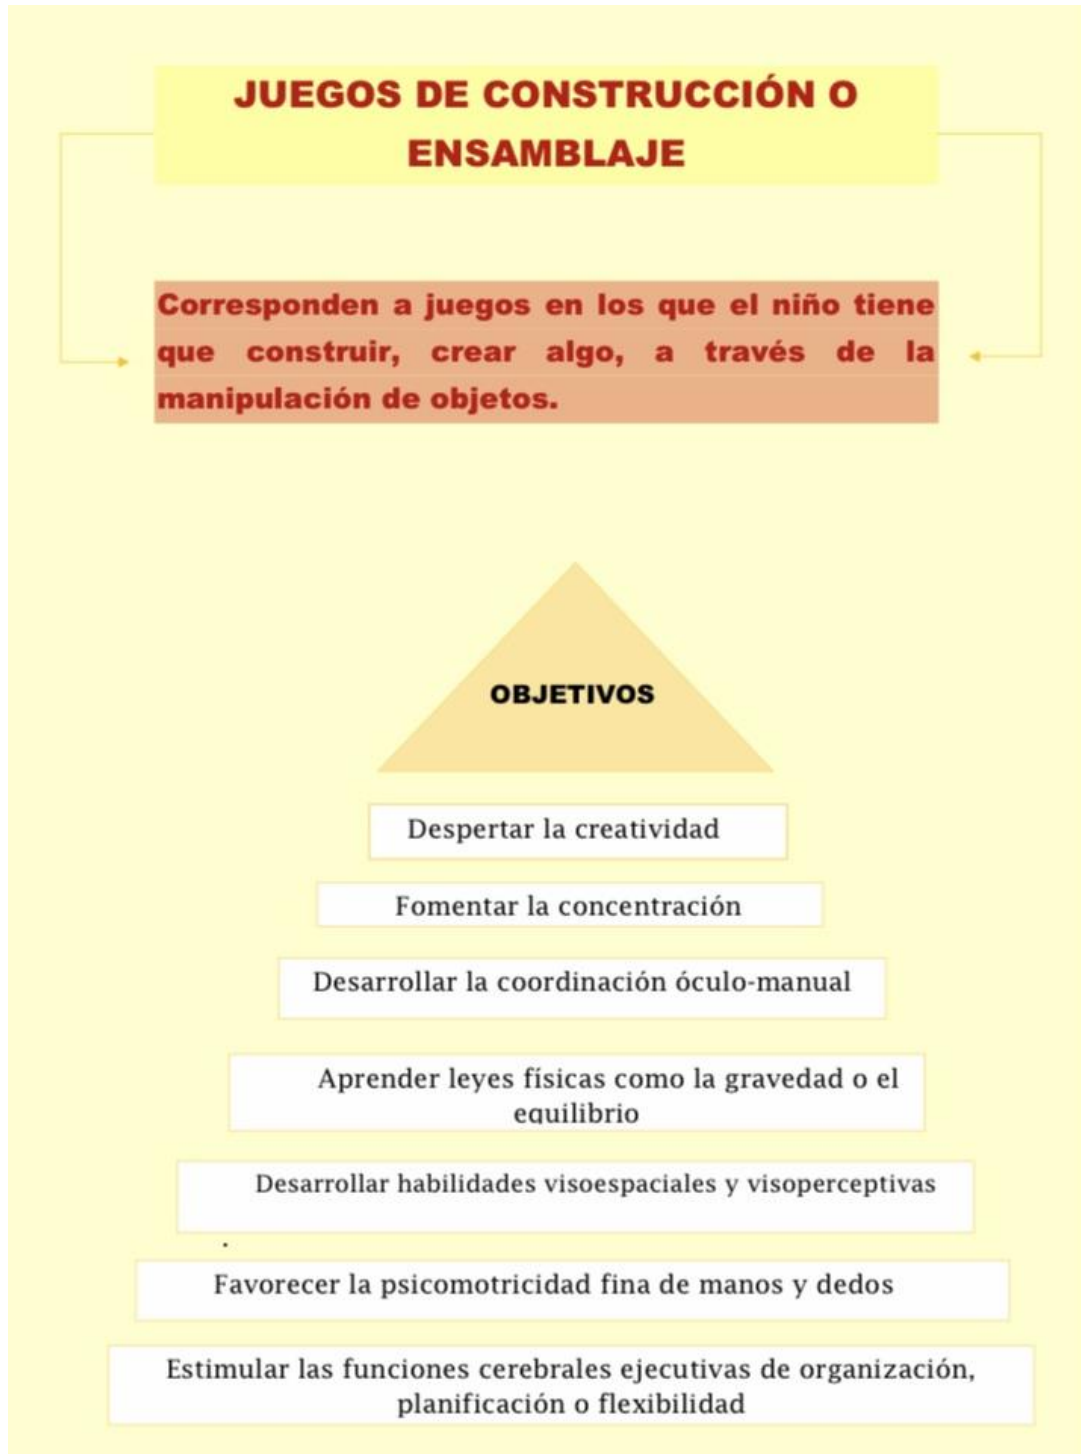 JUEGOS DE CONSTRUCCIÓN O
ENSAMBLAJE
Corresponden a juegos en los que el niño tiene
que construir, crear algo, a través de la
manipulación de objetos.
OBJETIVOS
Despertar la creatividad
Fomentar la concentración
Desarrollar la coordinación óculo-manual
Aprender leyes físicas como la gravedad o el
equilibrio
Desarrollar habilidades visoespaciales y visoperceptivas
.
Favorecer la psicomotricidad fina de manos y dedos
Estimular las funciones cerebrales ejecutivas de organización,
planificación o flexibilidad